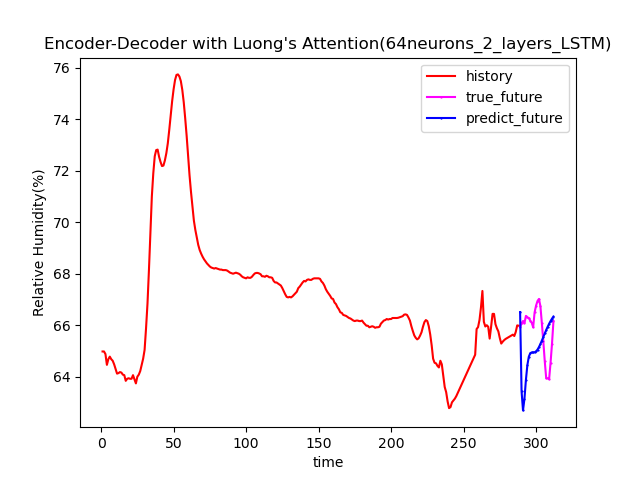 Encoder-Decoder with Luong's Attention(64neurons_2_layers_LSTM)
history
true_future
predict_future
Relative Humidity(%)
76
74
72
70
68
66
64
0 50 100 150 200 250 300
time